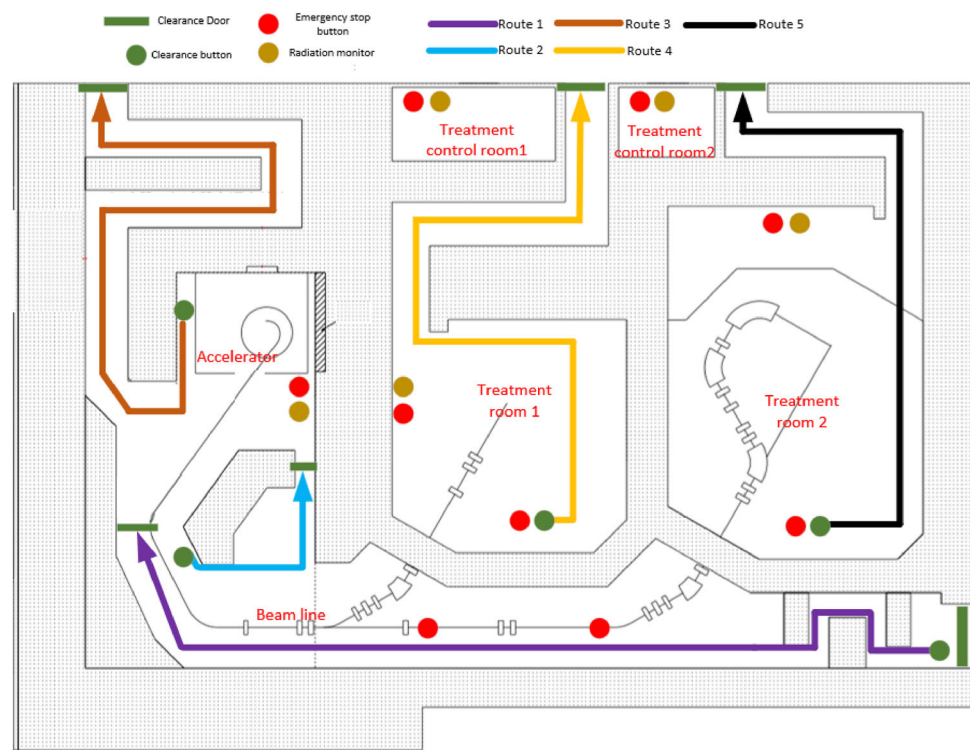 Clearance Door
Emergency stop
button
Route 1
Route 3
Route 5
Clearance button
Radiation monitor
Route 2
Route 4
Treatment
control room1
Treatment
control room2
Accelerator
Treatment
room 1
Treatment
room 2
Beam line